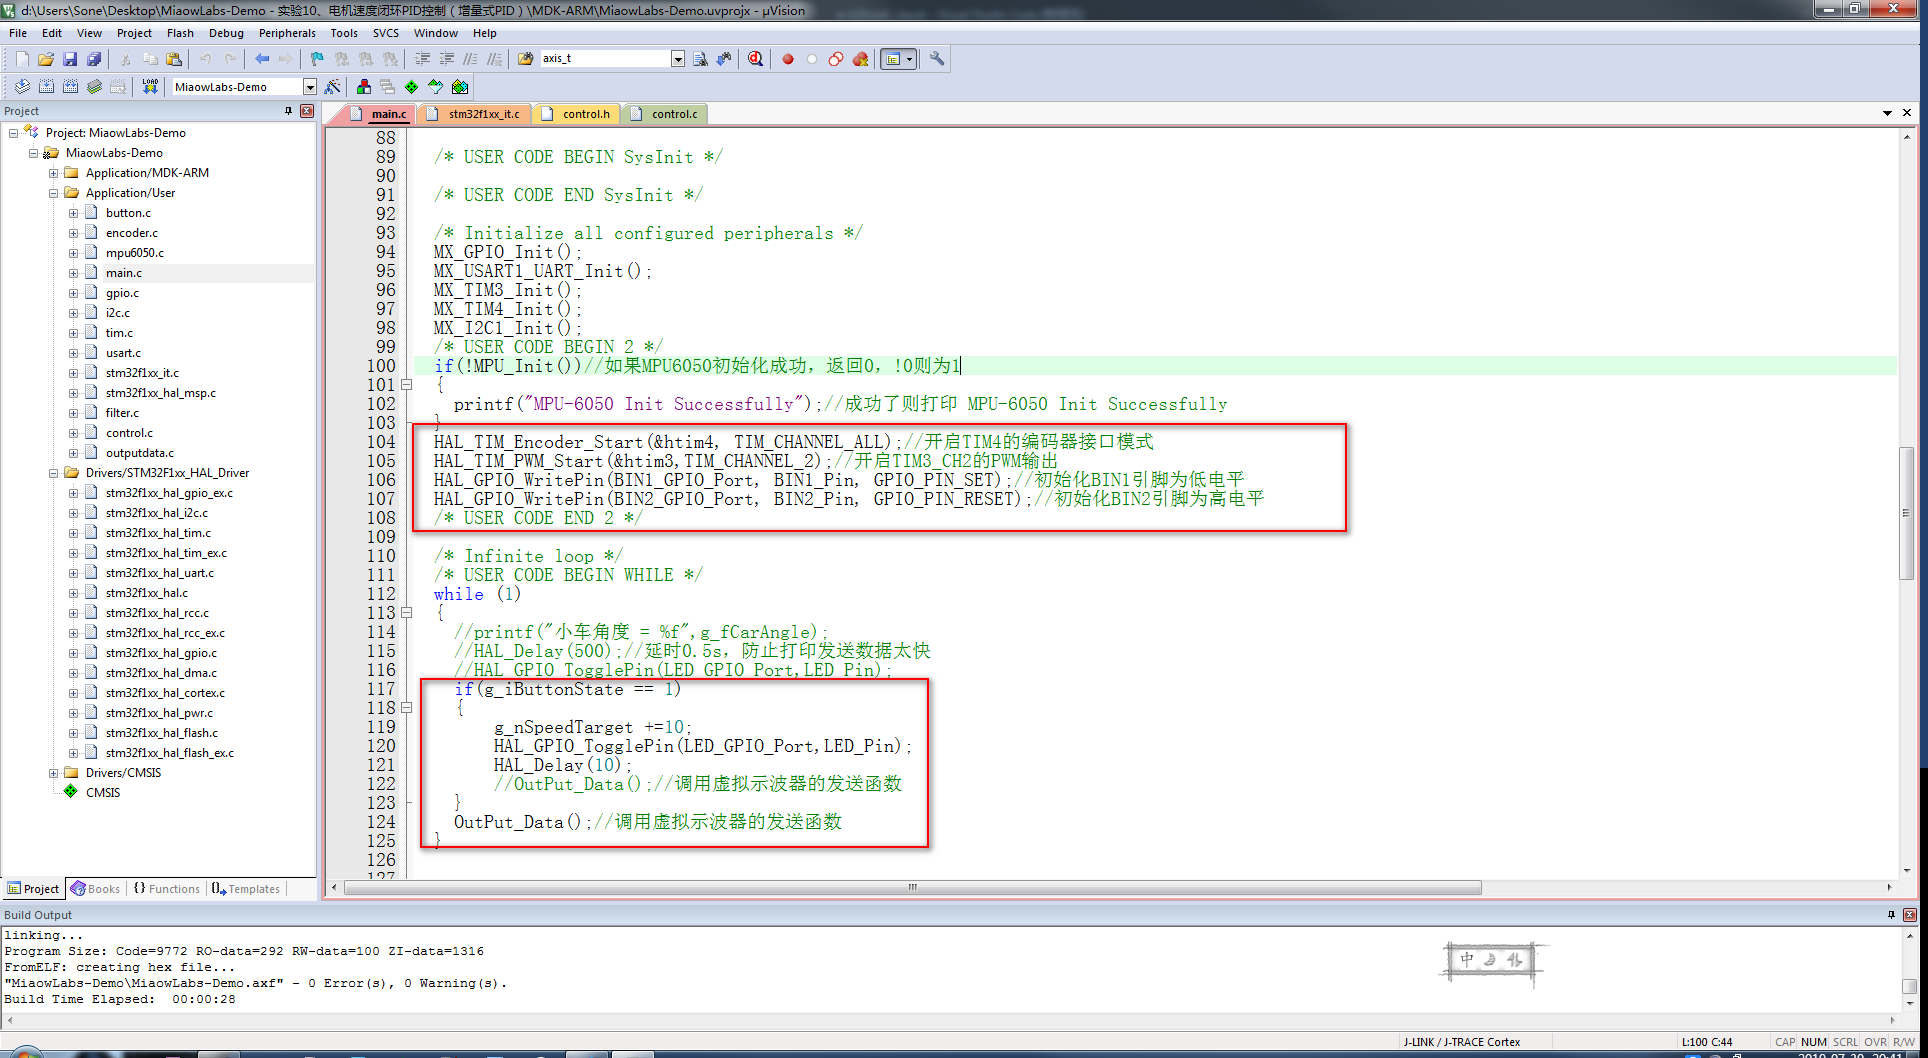 d:\Users\Sone\Desktop\MiaowLabs-Demo - 实验10、电机速度闭环PID控制（增量式PID）\MDK-ARM\MiaowLabs-Demo.uvprojx - µVision
File Edit View Project Flash Debug Peripherals Tools SVCS Window Help
axis_t
LOAD MiaowLabs-Demo
Project
Project: MiaowLabs-Demo
MiaowLabs-Demo
Application/MDK-ARM
Application/User
button.c
encoder.c
mpu6050.c
main.c
gpio.c
i2c.c
tim.c
usart.c
stm32f1xx_it.c
stm32f1xx_hal_msp.c
filter.c
control.c
outputdata.c
Drivers/STM32F1xx_HAL_Driver
stm32f1xx_hal_gpio_ex.c
stm32f1xx_hal_i2c.c
stm32f1xx_hal_tim.c
stm32f1xx_hal_tim_ex.c
stm32f1xx_hal_uart.c
stm32f1xx_hal.c
stm32f1xx_hal_rcc.c
stm32f1xx_hal_rcc_ex.c
stm32f1xx_hal_gpio.c
stm32f1xx_hal_dma.c
stm32f1xx_hal_cortex.c
stm32f1xx_hal_pwr.c
stm32f1xx_hal_flash.c
stm32f1xx_hal_flash_ex.c
Drivers/CMSIS
CMSIS
Project Books {} Functions Templates
main.c stm32f1xx_it.c control.h control.c
88
89 /* USER CODE BEGIN SysInit */
90
91 /* USER CODE END SysInit */
92
93 /* Initialize all configured peripherals */
94 MX_GPIO_Init();
95 MX_USART1_UART_Init();
96 MX_TIM3_Init();
97 MX_TIM4_Init();
98 MX_I2C1_Init();
99 /* USER CODE BEGIN 2 */
100 if(!MPU_Init())//如果MPU6050初始化成功，返回0，!0则为1
101 {
102 printf("MPU-6050 Init Successfully");//成功了则打印 MPU-6050 Init Successfully
103 }
104 HAL_TIM_Encoder_Start(&htim4, TIM_CHANNEL_ALL);//开启TIM4的编码器接口模式
105 HAL_TIM_PWM_Start(&htim3,TIM_CHANNEL_2);//开启TIM3_CH2的PWM输出
106 HAL_GPIO_WritePin(BIN1_GPIO_Port, BIN1_Pin, GPIO_PIN_SET);//初始化BIN1引脚为低电平
107 HAL_GPIO_WritePin(BIN2_GPIO_Port, BIN2_Pin, GPIO_PIN_RESET);//初始化BIN2引脚为高电平
108 /* USER CODE END 2 */
109
110 /* Infinite loop */
111 /* USER CODE BEGIN WHILE */
112 while (1)
113 {
114 //printf("小车角度 = %f",g_fCarAngle);
115 //HAL_Delay(500);//延时0.5s，防止打印发送数据太快
116 //HAL_GPIO_TogglePin(LED_GPIO_Port,LED_Pin);
117 if(g_iButtonState == 1)
118 {
119 g_nSpeedTarget +=10;
120 HAL_GPIO_TogglePin(LED_GPIO_Port,LED_Pin);
121 HAL_Delay(10);
122 //OutPut_Data();//调用虚拟示波器的发送函数
123 }
124 OutPut_Data();//调用虚拟示波器的发送函数
125 }
126
127
Build Output
linking...
Program Size: Code=9772 RO-data=292 RW-data=100 ZI-data=1316
FromELF: creating hex file...
"MiaowLabs-Demo\MiaowLabs-Demo.axf" - 0 Error(s), 0 Warning(s).
Build Time Elapsed:  00:00:28
中
J-LINK / J-TRACE Cortex L:100 C:44 CAP NUM SCRL OVR R/W